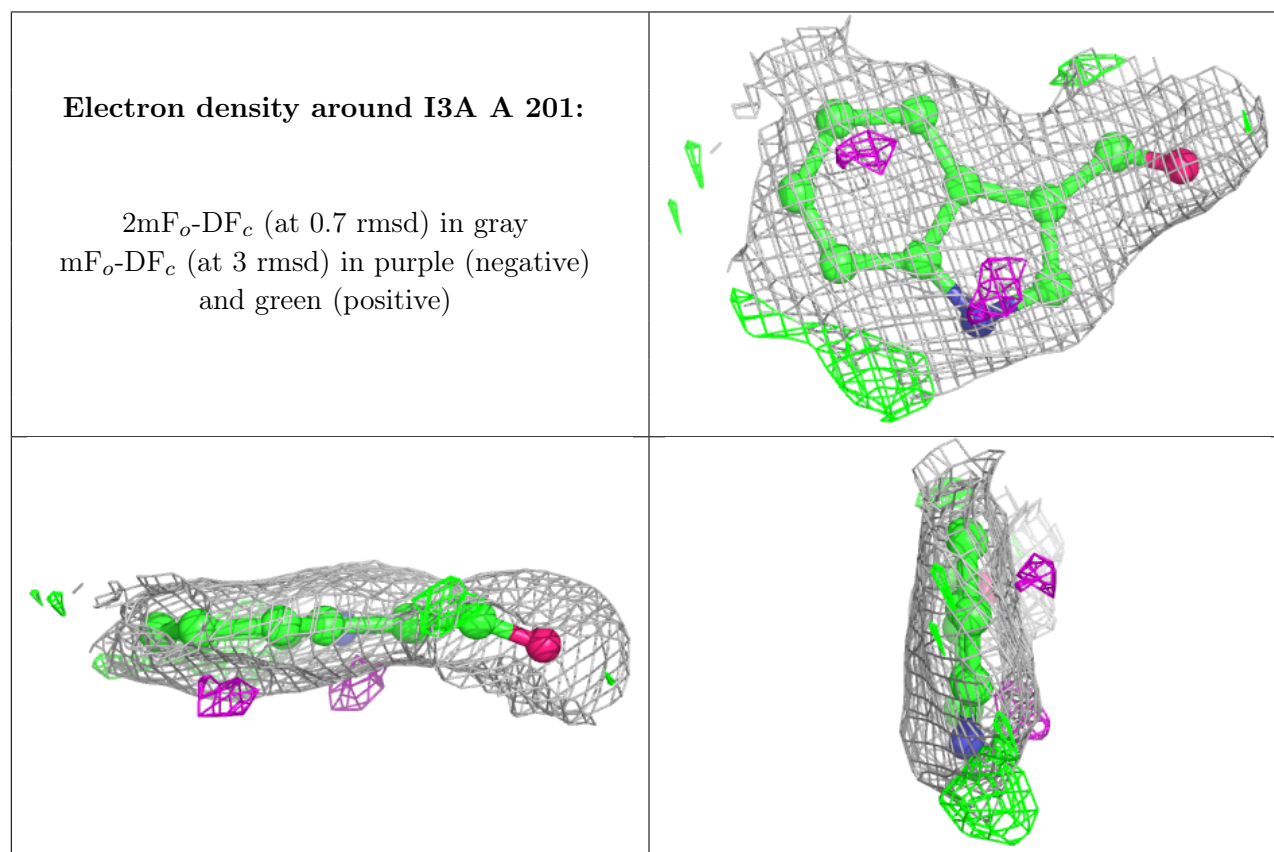 Electron density around I3A A 201:
2mFo-DFc (at 0.7 rmsd) in gray
mFo-DFc (at 3 rmsd) in purple (negative)
and green (positive)